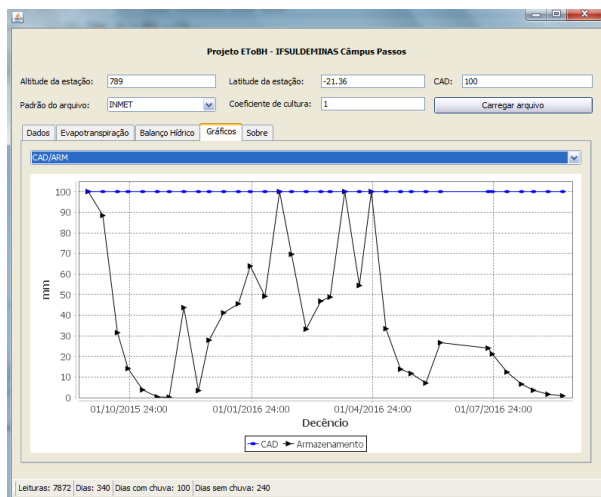 Projeto EToBH - IFSULDEMINAS Câmpus Passos
Altitude da estação: 789 Latitude da estação: -21.36 CAD: 100
Padrão do arquivo: INMET Coeficiente de cultura: 1 Carregar arquivo
Dados Evapotranspiração Balanço Hídrico Gráficos Sobre
CAD/ARM
100
90
80
70
60
50
40
30
20
10
0
mm
01/10/2015 24:00 01/01/2016 24:00 01/04/2016 24:00 01/07/2016 24:00
Decêncio
CAD Armazenamento
Leituras: 7872 Dias: 340 Dias com chuva: 100 Dias sem chuva: 240